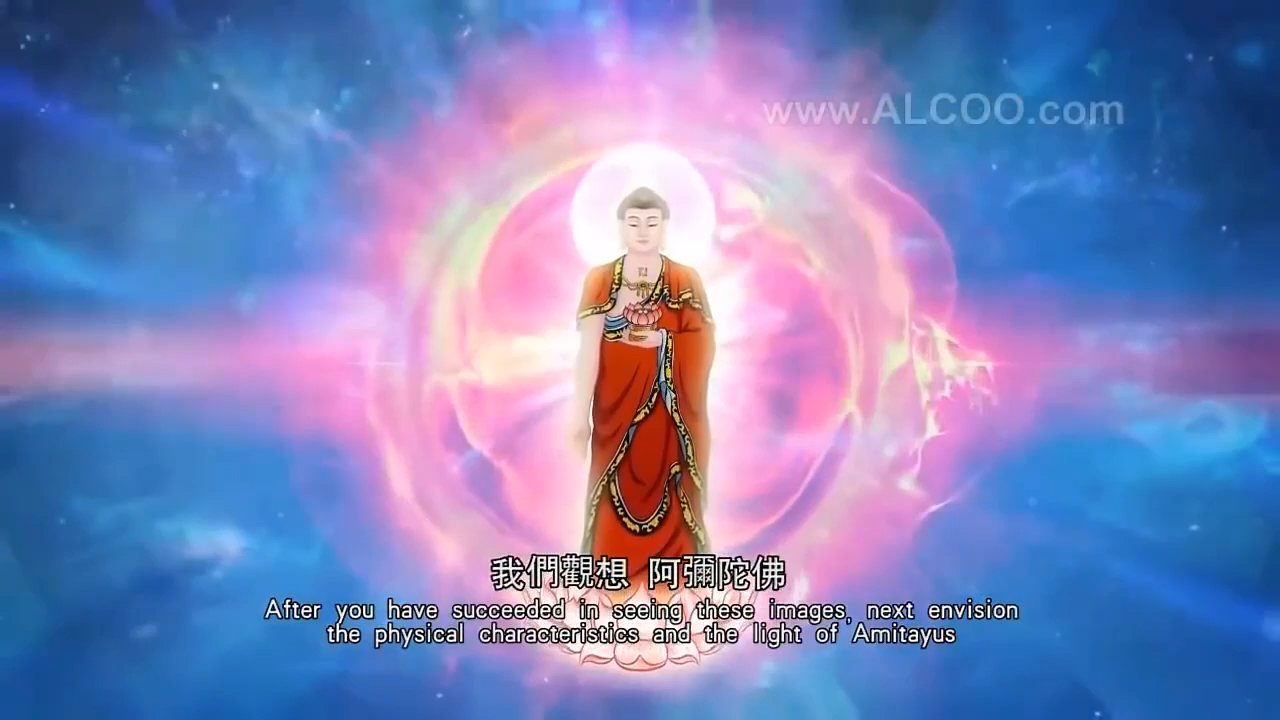 www.ALCOO.com
我們觀想 阿彌陀佛
After you have succeeded in seeing these images, next envision
the physical characteristics and the light of Amitayus